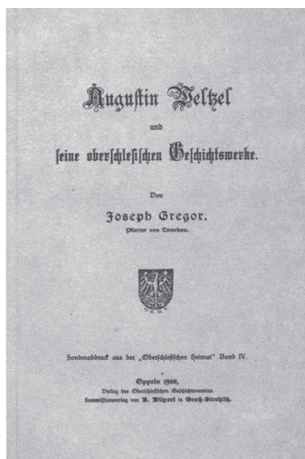 Augustin Weltzel
und
seine oberschlesischen Geschichtswerke.
Von
Joseph Gregor,
Pfarrer von Tworkau.
Sonderabdruck aus der „Oberschlesischen Heimat" Band IV.
Oppeln 1908,
Verlag des Oberschlesischen Geschichtsvereins.
Kommissionsverlag von A. Wilpert in Groß-Strehlitz.